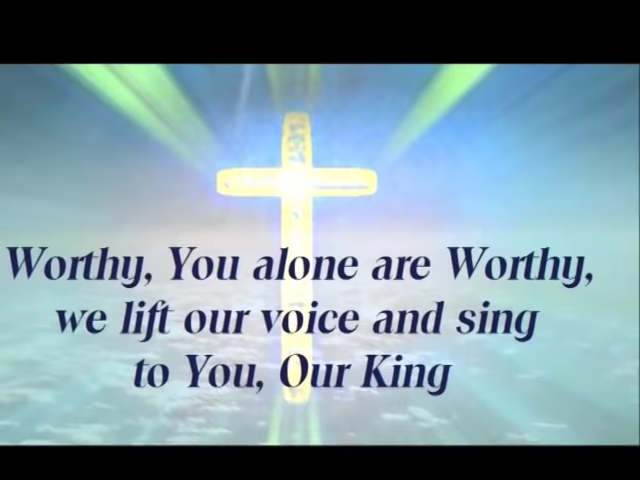 Worthy, You alone are Worthy,
we lift our voice and sing
to You, Our King